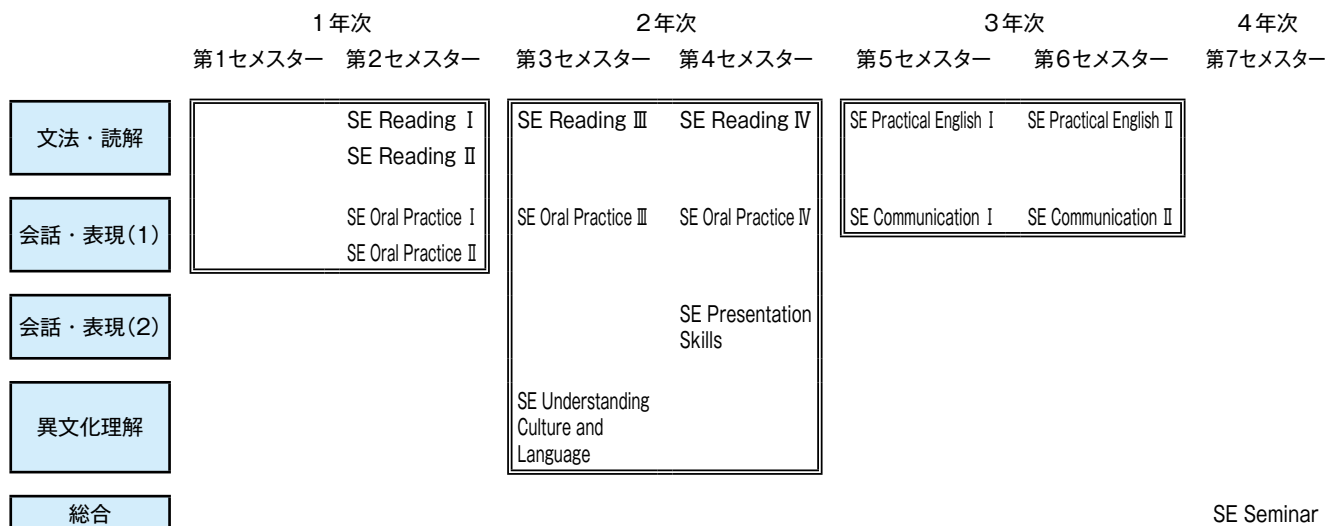 1年次 2年次 3年次 4年次
第1セメスター 第2セメスター 第3セメスター 第4セメスター 第5セメスター 第6セメスター 第7セメスター
文法・読解
SE Reading Ⅰ SE Reading Ⅲ SE Reading Ⅳ SE Practical English Ⅰ SE Practical English Ⅱ
SE Reading Ⅱ
会話・表現(1)
SE Oral Practice Ⅰ SE Oral Practice Ⅲ SE Oral Practice Ⅳ SE Communication Ⅰ SE Communication Ⅱ
SE Oral Practice Ⅱ
会話・表現(2)
SE Presentation
Skills
異文化理解
SE Understanding
Culture and
Language
総合 SE Seminar